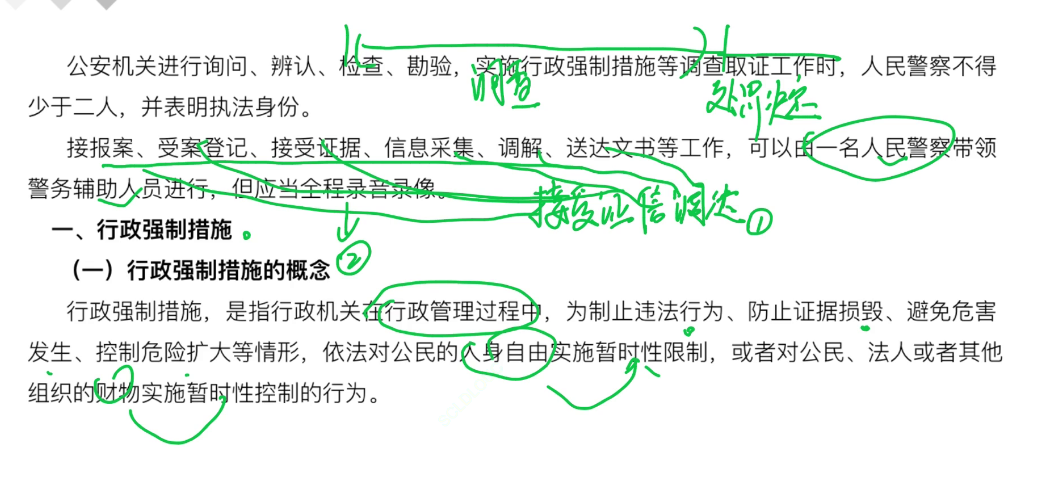 公安机关进行询问、辨认、检查、勘验，实施行政强制措施等调查取证工作时，人民警察不得
调查
处罚决定
少于二人，并表明执法身份。
接报案、受案登记、接受证据、信息采集、调解、送达文书等工作，可以由一名人民警察带领
警务辅助人员进行，但应当全程录音录像。
接受证信调送①
一、行政强制措施
②
（一）行政强制措施的概念
行政强制措施，是指行政机关在行政管理过程中，为制止违法行为、防止证据损毁、避免危害
发生、控制危险扩大等情形，依法对公民的人身自由实施暂时性限制，或者对公民、法人或者其他
组织的财物实施暂时性控制的行为。